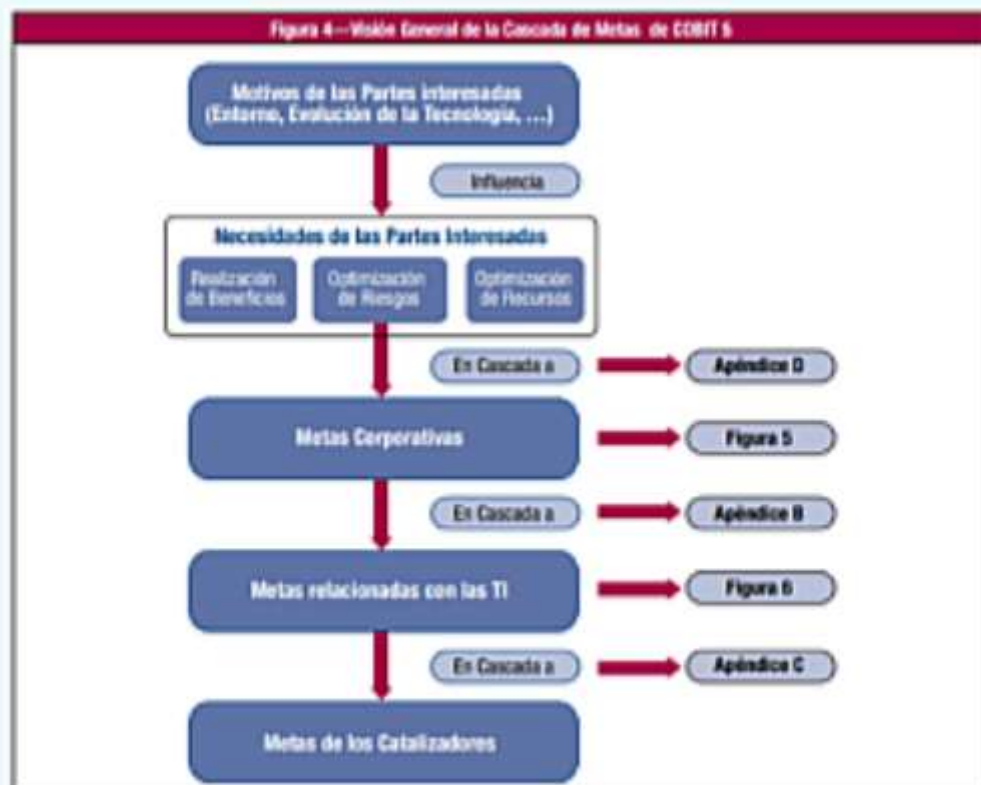 Figura 4—Visión General de la Cascada de Metas de COBIT 5
Motivos de las Partes interesadas
(Entorno, Evolución de la Tecnología, ...)
Influencia
Necesidades de las Partes Interesadas
Realización
de Beneficios
Optimización
de Riesgos
Optimización
de Recursos
En Cascada a
Apéndice D
Metas Corporativas
Figura 5
En Cascada a
Apéndice B
Metas relacionadas con las TI
Figura 6
En Cascada a
Apéndice C
Metas de los Catalizadores